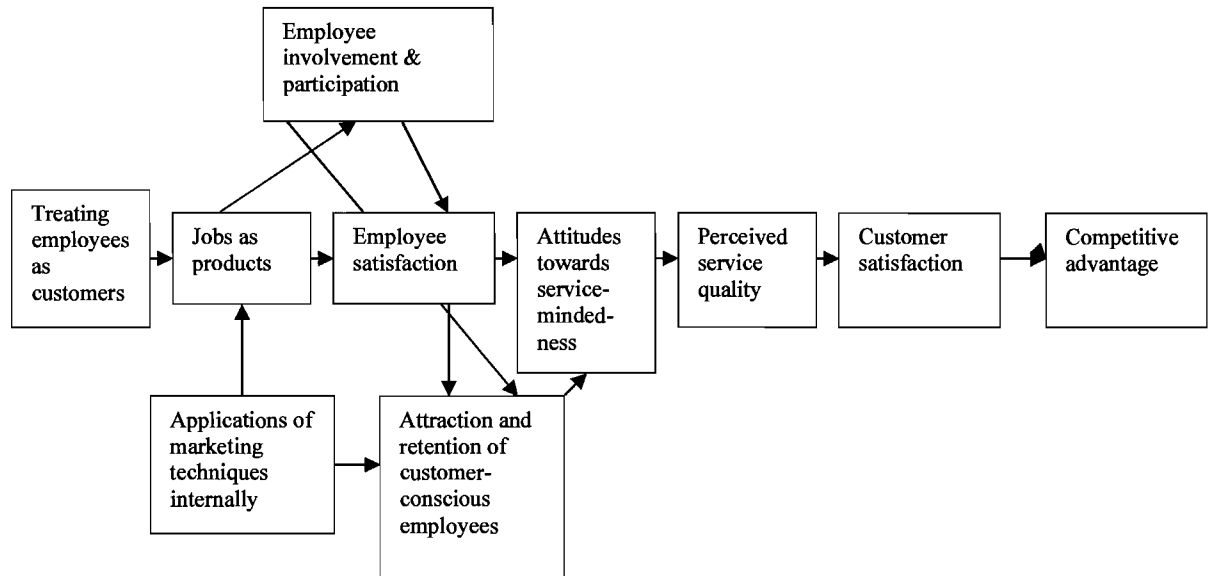 Employee
involvement &
participation
Treating
employees
as
customers
Jobs as
products
Employee
satisfaction
Attitudes
towards
service-
minded-
ness
Perceived
service
quality
Customer
satisfaction
Competitive
advantage
Applications of
marketing
techniques
internally
Attraction and
retention of
customer-
conscious
employees